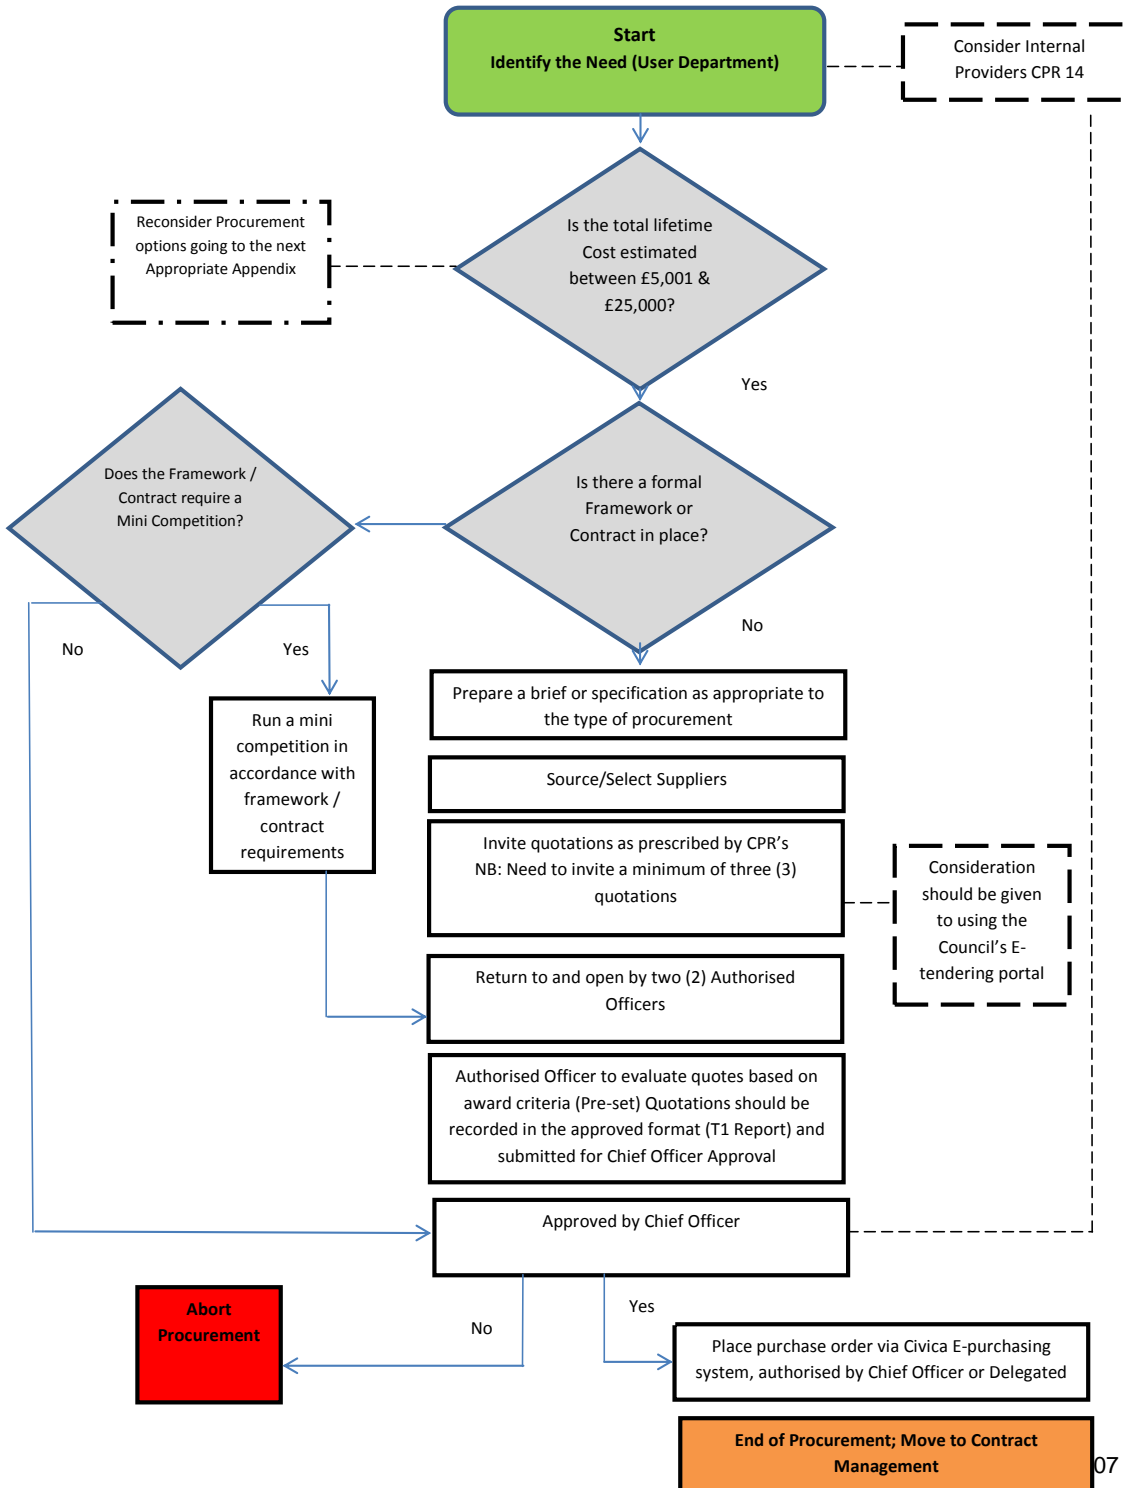 Start
Identify the Need (User Department)
Consider Internal
Providers CPR 14
Reconsider Procurement
options going to the next
Appropriate Appendix
Is the total lifetime
Cost estimated
between £5,001 &
£25,000?
Yes
Does the Framework /
Contract require a
Mini Competition?
Is there a formal
Framework or
Contract in place?
No
Yes
No
Prepare a brief or specification as appropriate to
the type of procurement
Run a mini
competition in
accordance with
framework /
contract
requirements
Source/Select Suppliers
Invite quotations as prescribed by CPR's
NB: Need to invite a minimum of three (3)
quotations
Consideration
should be given
to using the
Council's E-
tendering portal
Return to and open by two (2) Authorised
Officers
Authorised Officer to evaluate quotes based on
award criteria (Pre-set) Quotations should be
recorded in the approved format (T1 Report) and
submitted for Chief Officer Approval
Approved by Chief Officer
Abort
Procurement
No
Yes
Place purchase order via Civica E-purchasing
system, authorised by Chief Officer or Delegated
End of Procurement; Move to Contract
Management
07